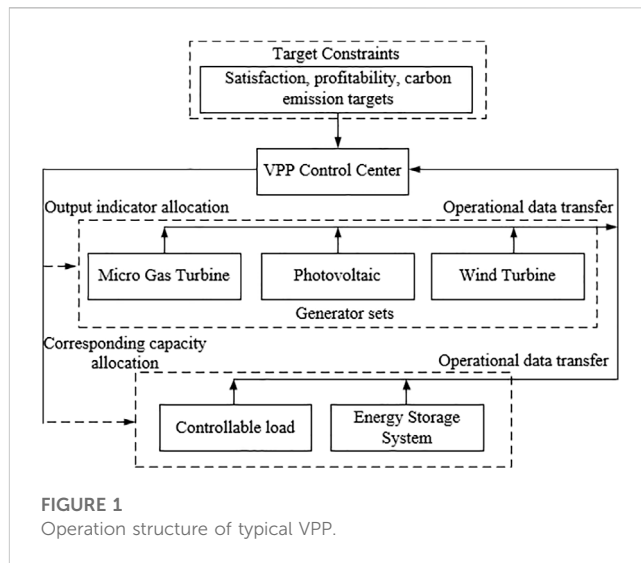 Target Constraints
Satisfaction, profitability, carbon
emission targets
VPP Control Center
Output indicator allocation
Operational data transfer
Micro Gas Turbine
Photovoltaic
Wind Turbine
Generator sets
Corresponding capacity
allocation
Operational data transfer
Controllable load
Energy Storage
System
FIGURE 1
Operation structure of typical VPP.